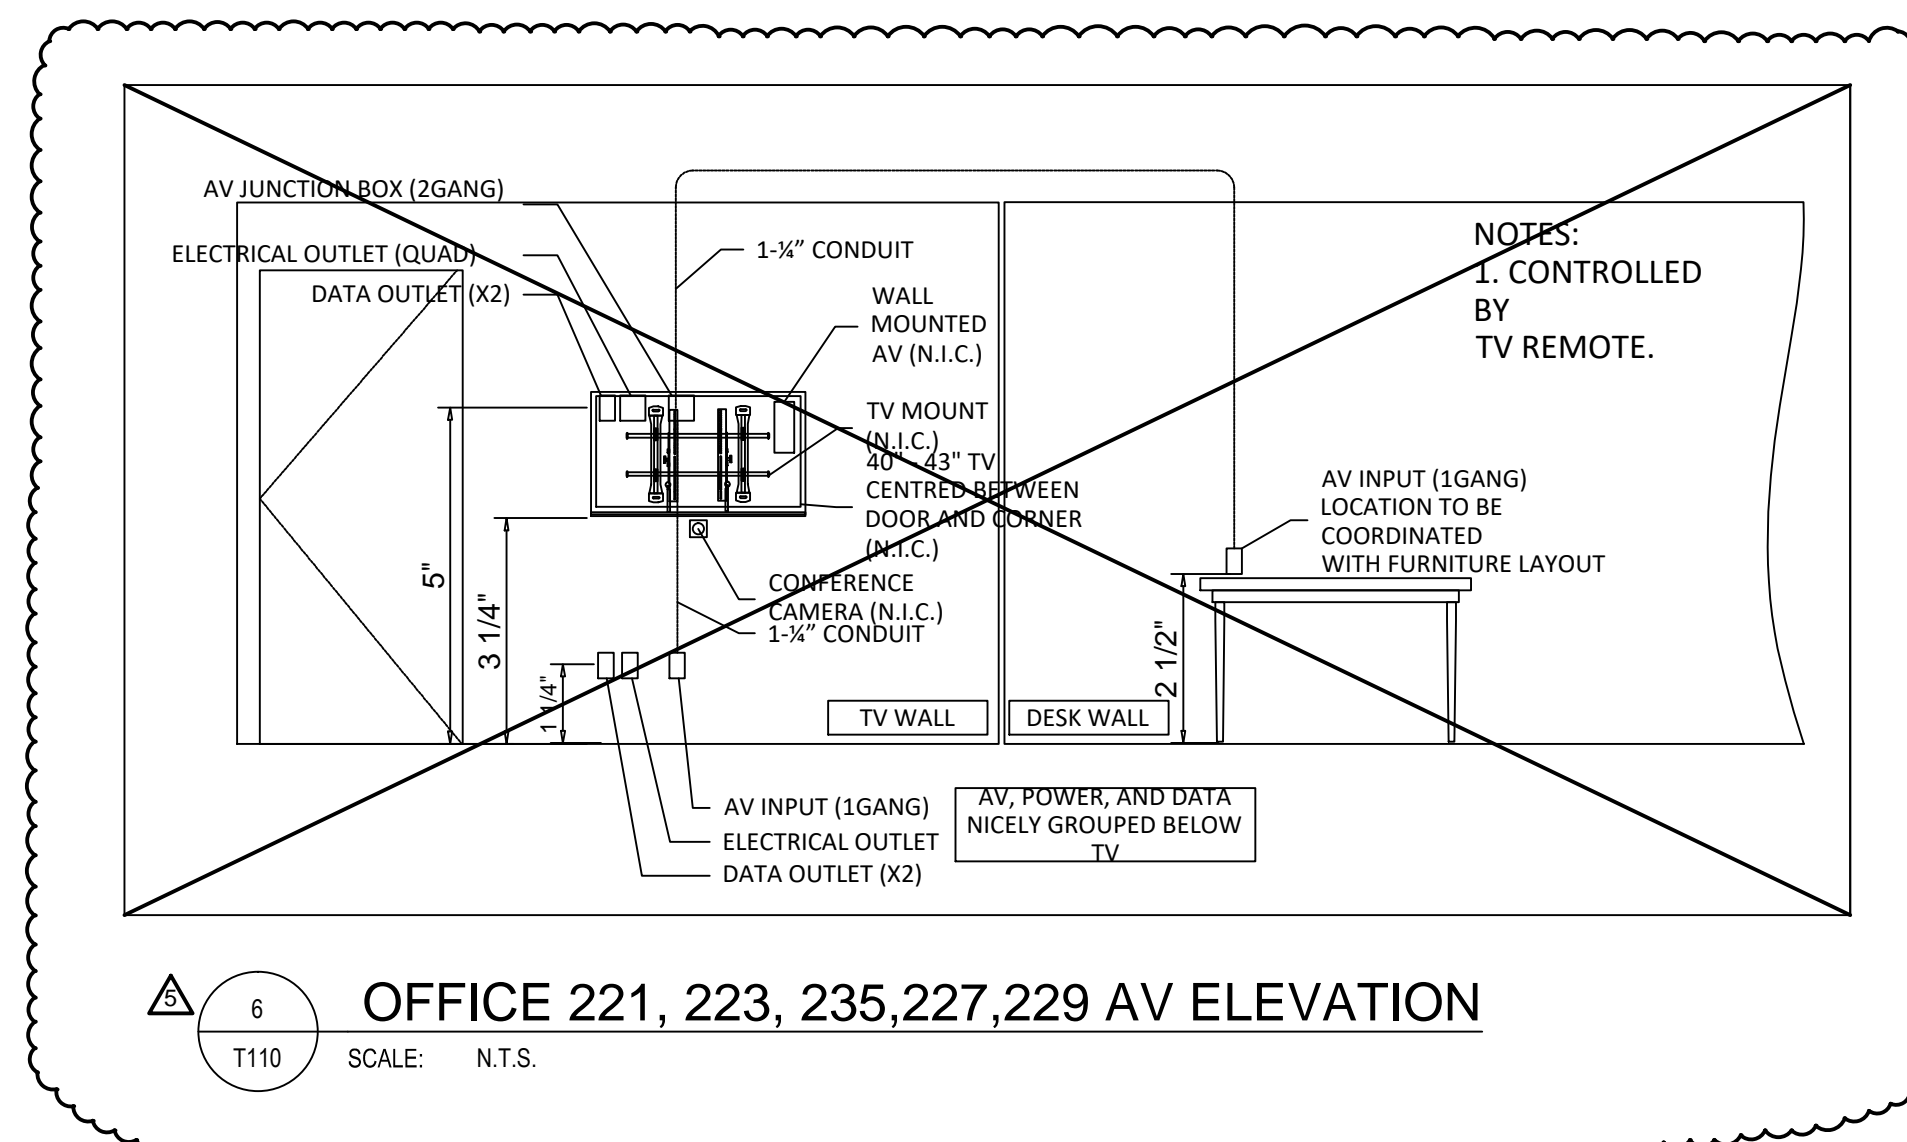 AV JUNCTION BOX (2GANG)
ELECTRICAL OUTLET (QUAD)
DATA OUTLET (X2)
1-¼” CONDUIT
WALL
MOUNTED
AV (N.I.C.)
TV MOUNT
(N.I.C.)
40" - 43" TV
CENTRED BETWEEN
DOOR AND CORNER
(N.I.C.)
CONFERENCE
CAMERA (N.I.C.)
1-¼” CONDUIT
5"
3 1/4"
1 1/4"
TV WALL
DESK WALL
NOTES:
1. CONTROLLED
BY
TV REMOTE.
AV INPUT (1GANG)
LOCATION TO BE
COORDINATED
WITH FURNITURE LAYOUT
2 1/2"
AV INPUT (1GANG)
ELECTRICAL OUTLET
DATA OUTLET (X2)
AV, POWER, AND DATA
NICELY GROUPED BELOW
TV
5
6
T110
OFFICE 221, 223, 235,227,229 AV ELEVATION
SCALE: N.T.S.